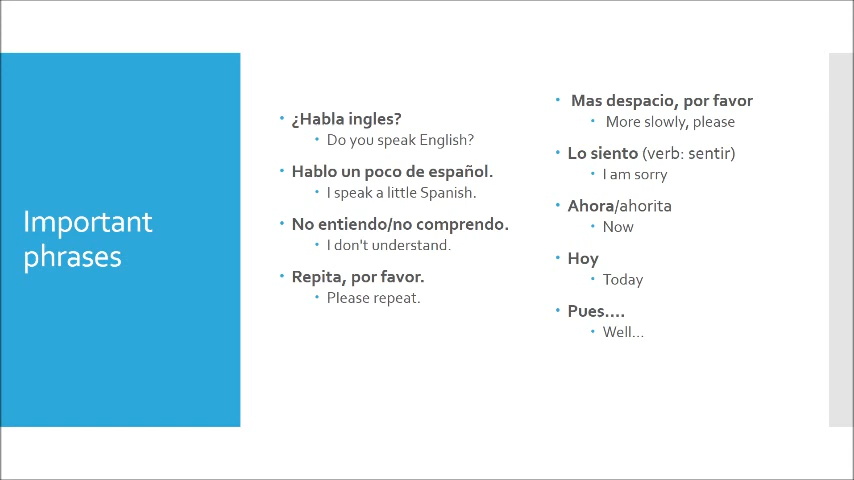 Important
phrases
¿Habla ingles?
Do you speak English?
Hablo un poco de español.
I speak a little Spanish.
No entiendo/no comprendo.
I don't understand.
Repita, por favor.
Please repeat.
Mas despacio, por favor
More slowly, please
Lo siento (verb: sentir)
I am sorry
Ahora/ahorita
Now
Hoy
Today
Pues....
Well...